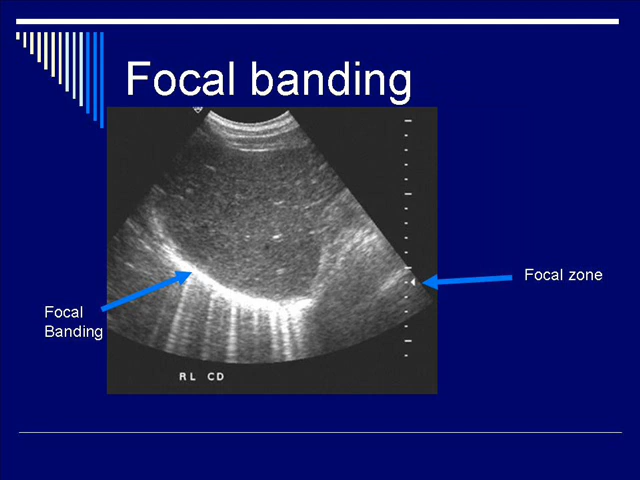 Focal banding
Focal zone
Focal
Banding
RL CD